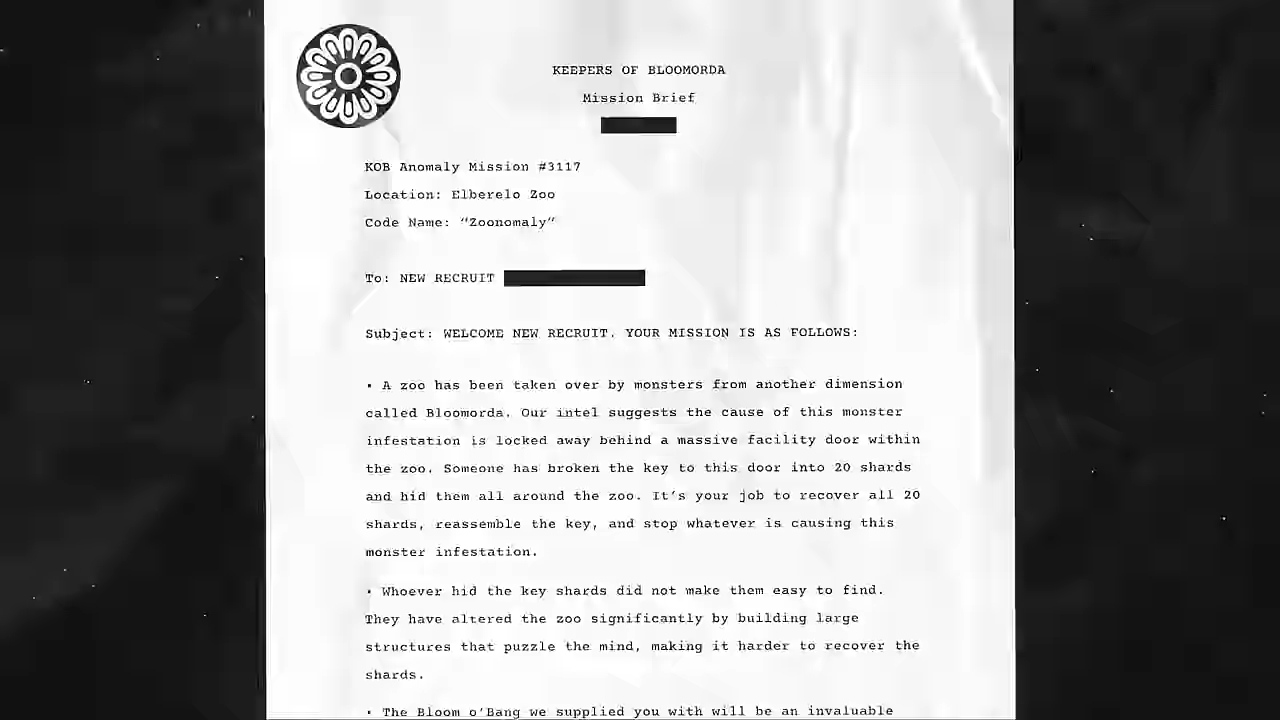 KEEPERS OF BLOOMORDA
Mission Brief
KOB Anomaly Mission #3117
Location: Elberelo Zoo
Code Name: “Zoonomaly”
To: NEW RECRUIT
Subject: WELCOME NEW RECRUIT. YOUR MISSION IS AS FOLLOWS:
• A zoo has been taken over by monsters from another dimension
called Bloomorda. Our intel suggests the cause of this monster
infestation is locked away behind a massive facility door within
the zoo. Someone has broken the key to this door into 20 shards
and hid them all around the zoo. It’s your job to recover all 20
shards, reassemble the key, and stop whatever is causing this
monster infestation.
• Whoever hid the key shards did not make them easy to find.
They have altered the zoo significantly by building large
structures that puzzle the mind, making it harder to recover the
shards.
• The Bloom o’Bang we supplied you with will be an invaluable